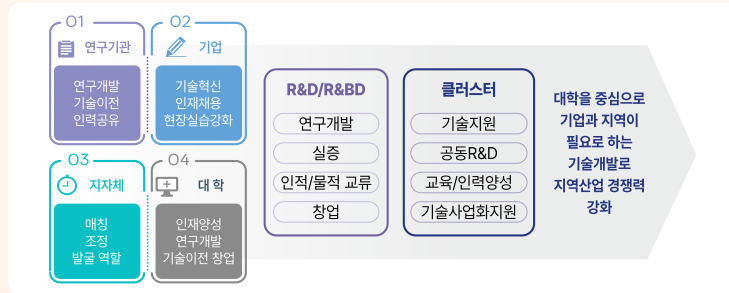 01
연구기관
연구개발
기술이전
인력공유
02
기업
기술혁신
인재채용
현장실습강화
03
지자체
매칭
조정
발굴 역할
04
대 학
인재양성
연구개발
기술이전 창업
R&D/R&BD
연구개발
실증
인적/물적 교류
창업
클러스터
기술지원
공동R&D
교육/인력양성
기술사업화지원
대학을 중심으로
기업과 지역이
필요로 하는
기술개발로
지역산업 경쟁력
강화